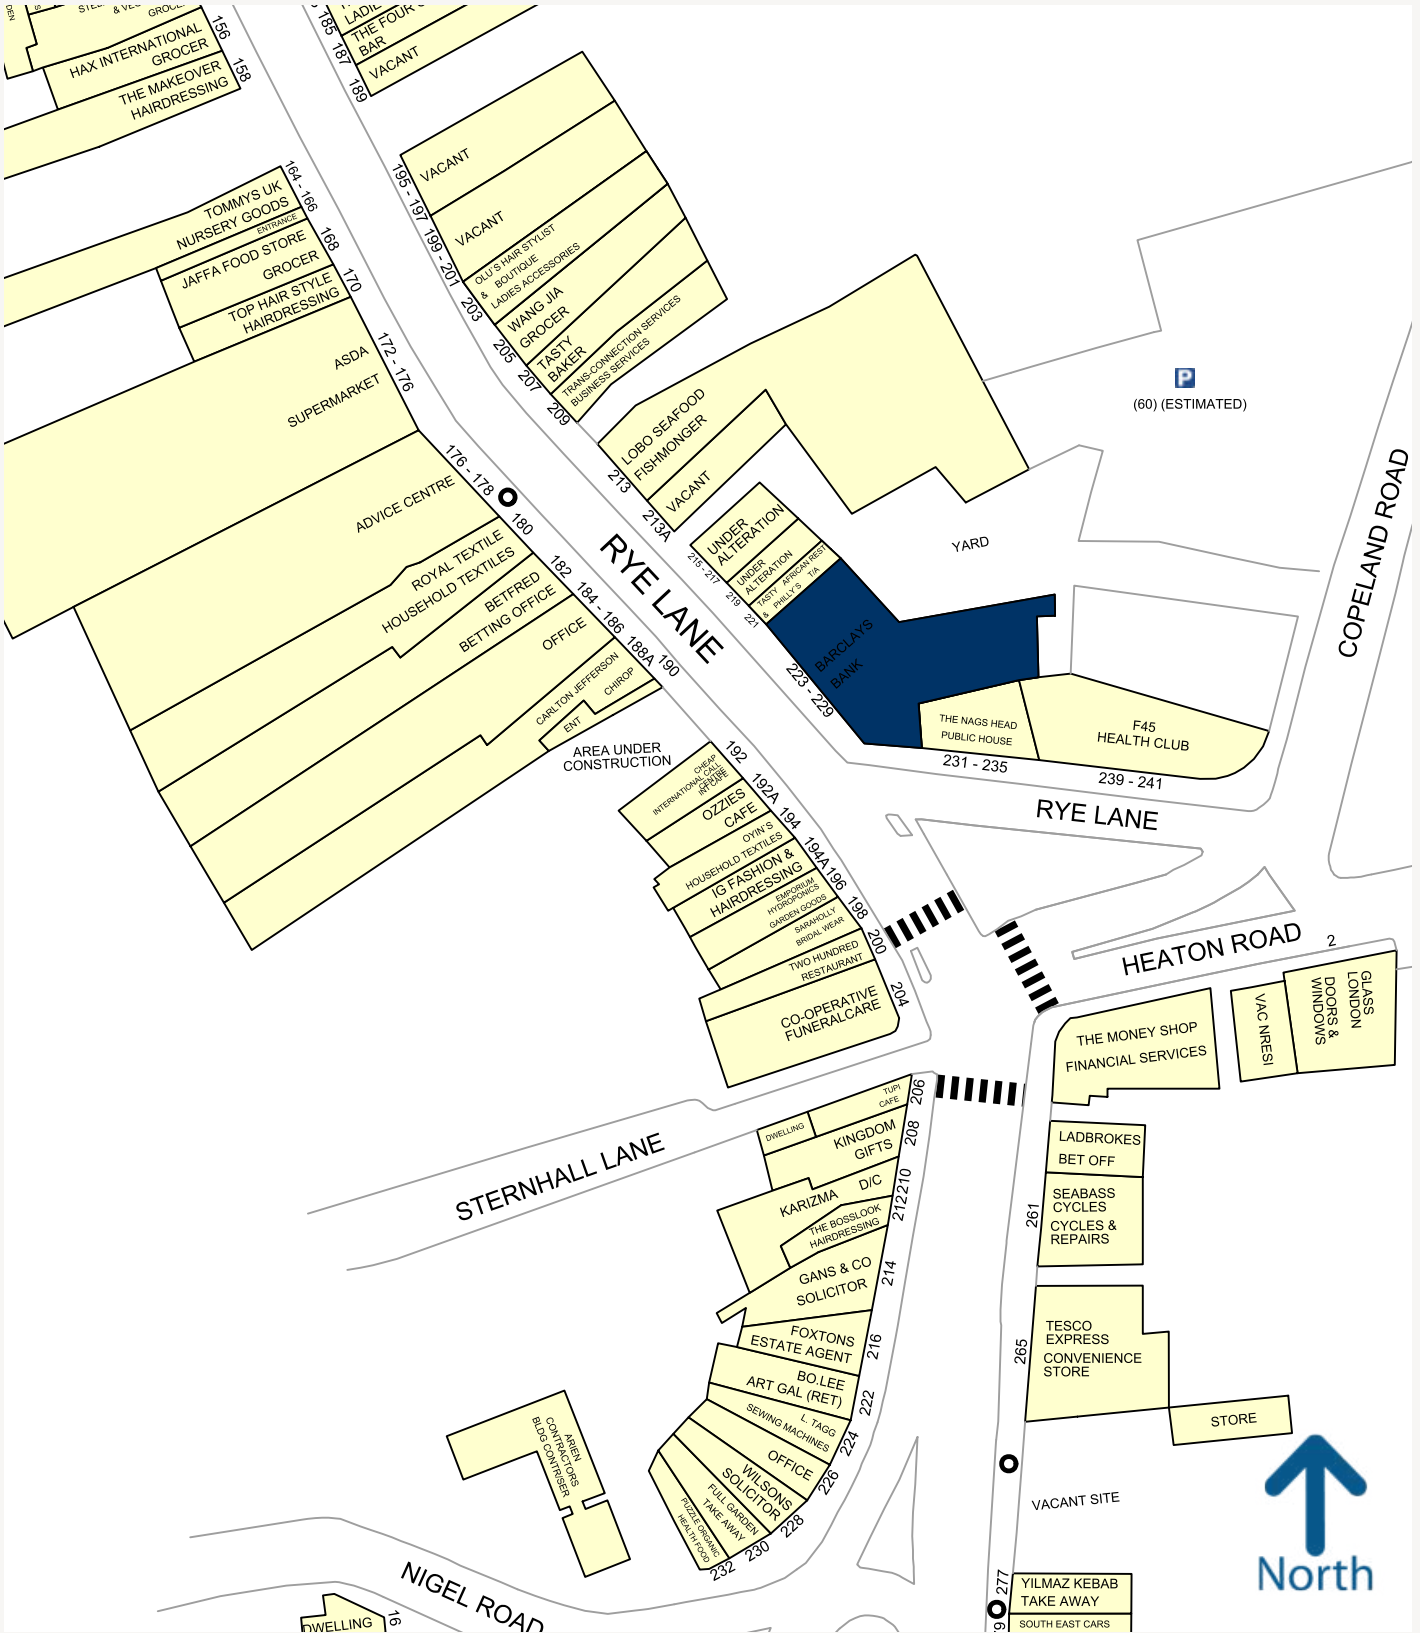 GROCER
156
HAX INTERNATIONAL
GROCER
158
THE MAKEOVER
HAIRDRESSING
185
THE FOUR
BAR
187
VACANT
189
164 - 166
TOMMYS UK
NURSERY GOODS
ENTRANCE
168
JAFFA FOOD STORE
GROCER
170
TOP HAIR STYLE
HAIRDRESSING
172 - 176
ASDA
SUPERMARKET
176 - 178
ADVICE CENTRE
180
ROYAL TEXTILE
HOUSEHOLD TEXTILES
182
BETFRED
BETTING OFFICE
184 - 186
OFFICE
188A
CARLTON JEFFERSON
CHIROP
190
ENT
AREA UNDER
CONSTRUCTION
195 - 197
VACANT
199 - 201
VACANT
203
OLU'S HAIR STYLIST
& BOUTIQUE
LADIES ACCESSORIES
205
WANG JIA
GROCER
207
TASTY
BAKER
209
TRANS-CONNECTION SERVICES
BUSINESS SERVICES
213
LOBO SEAFOOD
FISHMONGER
213A
VACANT
215 - 217
UNDER
ALTERATION
219
UNDER
ALTERATION
221
TASTY AFRICAN REST
& PHILLY'S T/A
RYE LANE
223 - 229
BARCLAYS
BANK
YARD
P
(60) (ESTIMATED)
COPELAND ROAD
THE NAGS HEAD
PUBLIC HOUSE
231 - 235
F45
HEALTH CLUB
239 - 241
RYE LANE
192
CHEAP
INTERNATIONAL CALL
CENTRE
INT CAFE
192A
OZZIES
CAFE
194
OYIN'S
HOUSEHOLD TEXTILES
194A
IG FASHION &
HAIRDRESSING
196
EMPORIUM
HYDROPONICS
GARDEN GOODS
198
SARAHOLLY
BRIDAL WEAR
200
TWO HUNDRED
RESTAURANT
204
CO-OPERATIVE
FUNERALCARE
HEATON ROAD
2
THE MONEY SHOP
FINANCIAL SERVICES
VAC NRESI
GLASS
LONDON
DOORS &
WINDOWS
STERNHALL LANE
206
TUPI
CAFE
DWELLING
208
KINGDOM
GIFTS
210
KARIZMA D/C
212
THE BOSSLOOK
HAIRDRESSING
214
GANS & CO
SOLICITOR
216
FOXTONS
ESTATE AGENT
222
BO.LEE
ART GAL (RET)
224
L. TAGG
SEWING MACHINES
226
OFFICE
228
WILSONS
SOLICITOR
230
FULL GARDEN
TAKE AWAY
232
PUZZLE ORGANIC
HEALTH FOOD
LADBROKES
BET OFF
261
SEABASS
CYCLES
CYCLES &
REPAIRS
265
TESCO
EXPRESS
CONVENIENCE
STORE
STORE
VACANT SITE
277
YILMAZ KEBAB
TAKE AWAY
SOUTH EAST CARS
ARIEN
CONTRACTORS
BLDG CONTR/SER
NIGEL ROAD
DWELLING
16
North